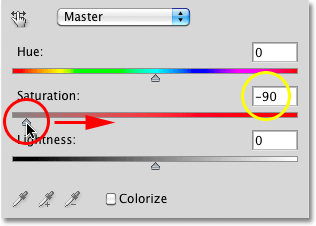 Master
Hue: 0
Saturation: -90
Lightness: 0
Colorize